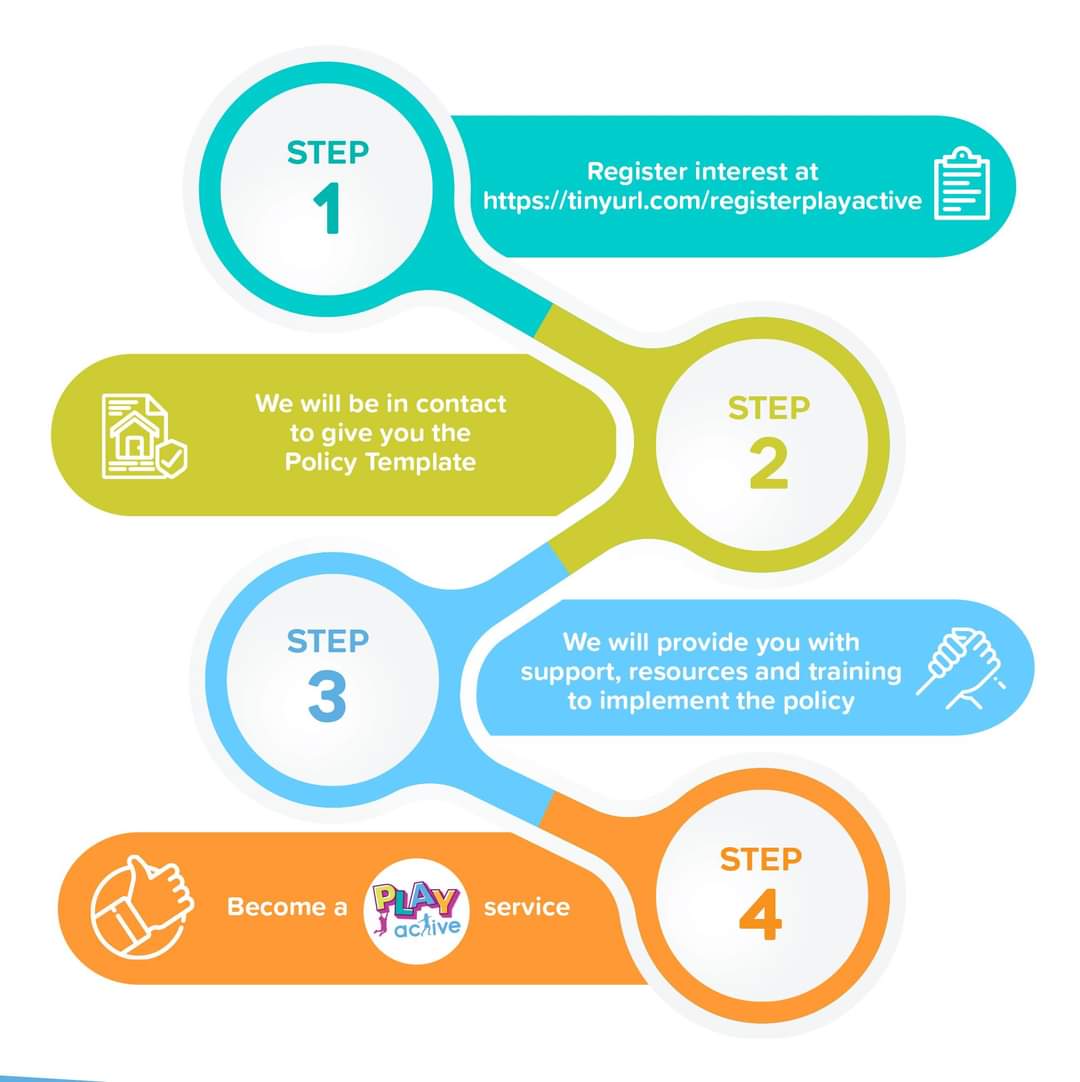 STEP
1
Register interest at
https://tinyurl.com/registerplayactive
We will be in contact
to give you the
Policy Template
STEP
2
STEP
3
We will provide you with
support, resources and training
to implement the policy
Become a PLAY active service
STEP
4